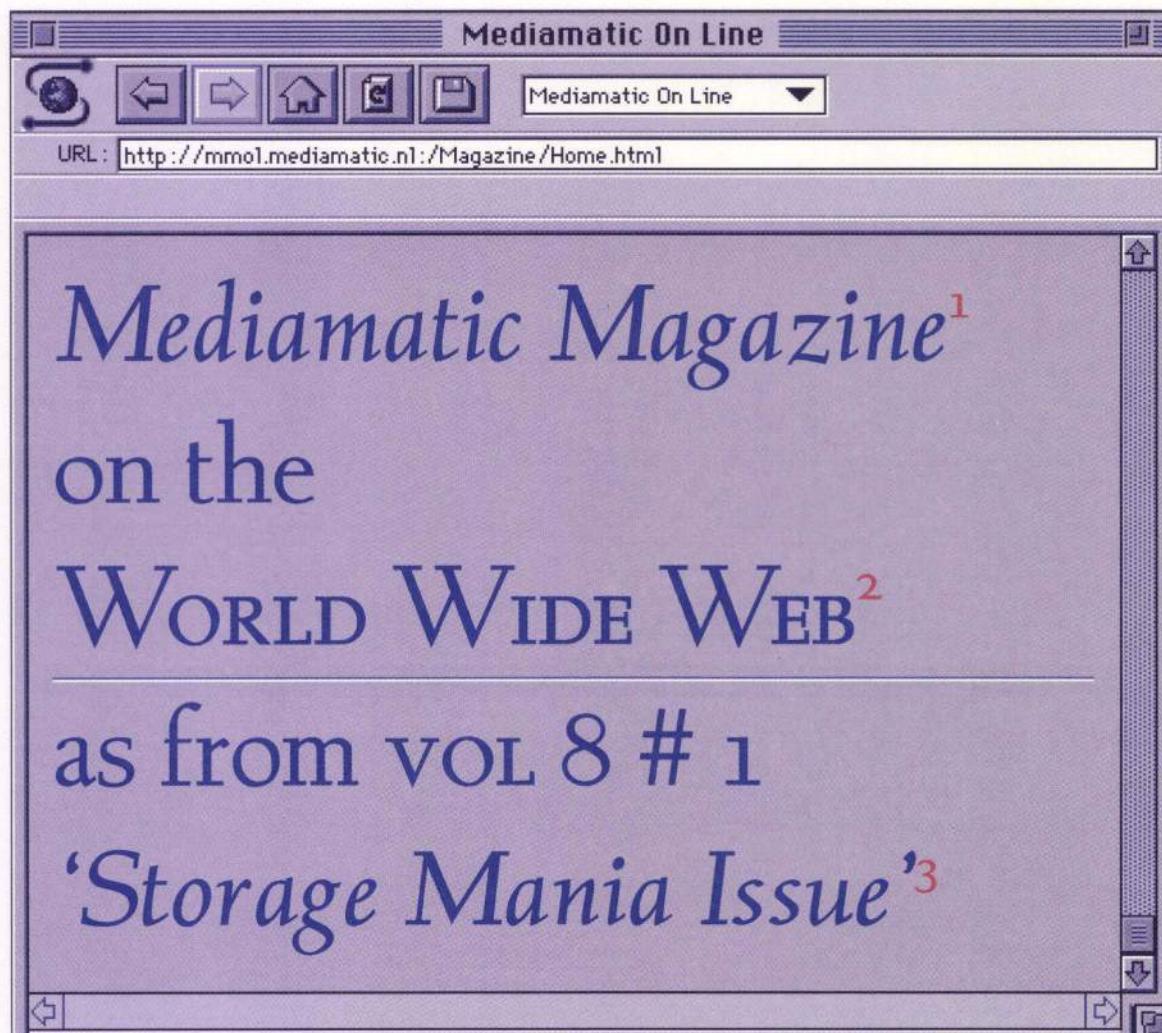 Mediamatic On Line
Mediamatic On Line
URL: http://mmol.mediamatic.nl:/Magazine/Home.html
Mediamatic Magazine1
on the
WORLD WIDE WEB2
as from VOL 8 # 1
‘Storage Mania Issue’3